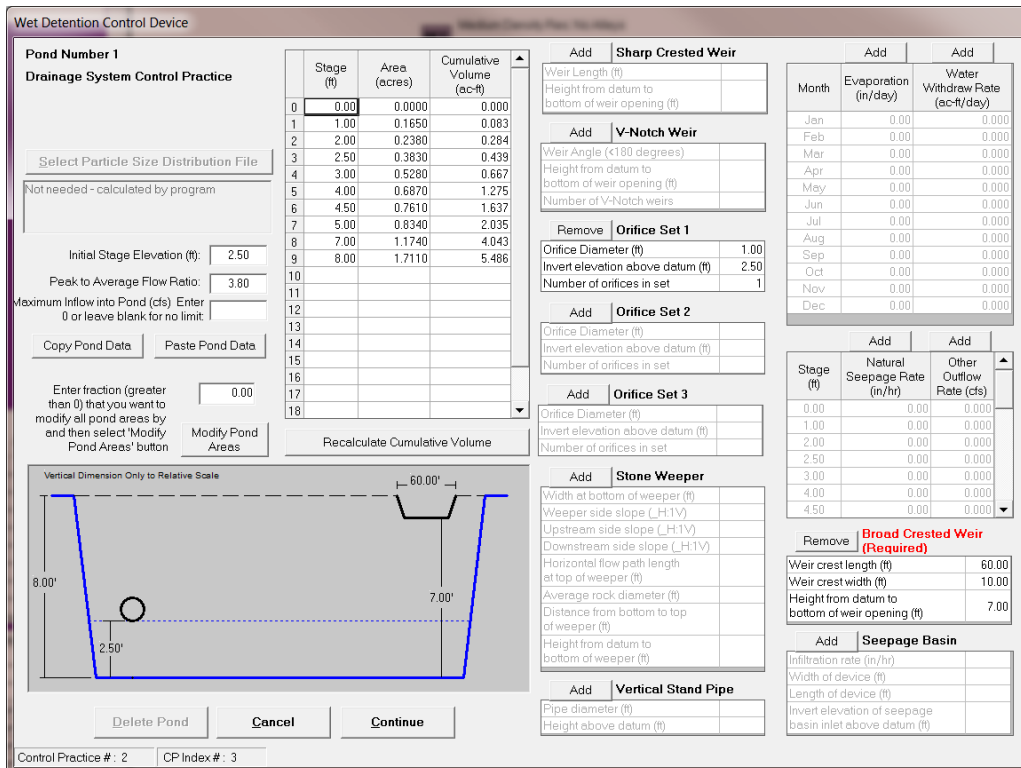 Wet Detention Control Device
Pond Number 1
Drainage System Control Practice
Select Particle Size Distribution File
Not needed - calculated by program
Initial Stage Elevation (ft): 2.50
Peak to Average Flow Ratio: 3.80
Maximum Inflow into Pond (cfs) Enter
0 or leave blank for no limit:
Copy Pond Data Paste Pond Data
Enter fraction (greater 0.00
than 0) that you want to
modify all pond areas by
and then select 'Modify
Pond Areas' button
Modify Pond
Areas
Stage
(ft)
Area
(acres)
Cumulative
Volume
(ac-ft)
0 0.00 0.0000 0.000
1 1.00 0.1650 0.083
2 2.00 0.2380 0.284
3 2.50 0.3830 0.439
4 3.00 0.5280 0.667
5 4.00 0.6870 1.275
6 4.50 0.7610 1.637
7 5.00 0.8340 2.035
8 7.00 1.1740 4.043
9 8.00 1.7110 5.486
10
11
12
13
14
15
16
17
18
Recalculate Cumulative Volume
Vertical Dimension Only to Relative Scale
60.00'
8.00'
7.00'
2.50'
Delete Pond Cancel Continue
Control Practice # : 2 CP Index # : 3
Add Sharp Crested Weir
Weir Length (ft)
Height from datum to
bottom of weir opening (ft)
Add V-Notch Weir
Weir Angle (<180 degrees)
Height from datum to
bottom of weir opening (ft)
Number of V-Notch weirs
Remove Orifice Set 1
Orifice Diameter (ft) 1.00
Invert elevation above datum (ft) 2.50
Number of orifices in set 1
Add Orifice Set 2
Orifice Diameter (ft)
Invert elevation above datum (ft)
Number of orifices in set
Add Orifice Set 3
Orifice Diameter (ft)
Invert elevation above datum (ft)
Number of orifices in set
Add Stone Weeper
Width at bottom of weeper (ft)
Weeper side slope (_H:1V)
Upstream side slope (_H:1V)
Downstream side slope (_H:1V)
Horizontal flow path length
at top of weeper (ft)
Average rock diameter (ft)
Distance from bottom to top
of weeper (ft)
Height from datum to
bottom of weeper (ft)
Add Vertical Stand Pipe
Pipe diameter (ft)
Height above datum (ft)
Add Add
Month
Evaporation
(in/day)
Water
Withdraw Rate
(ac-ft/day)
Jan 0.00 0.000
Feb 0.00 0.000
Mar 0.00 0.000
Apr 0.00 0.000
May 0.00 0.000
Jun 0.00 0.000
Jul 0.00 0.000
Aug 0.00 0.000
Sep 0.00 0.000
Oct 0.00 0.000
Nov 0.00 0.000
Dec 0.00 0.000
Add Add
Stage
(ft)
Natural
Seepage Rate
(in/hr)
Other
Outflow
Rate (cfs)
0.00 0.00 0.000
1.00 0.00 0.000
2.00 0.00 0.000
2.50 0.00 0.000
3.00 0.00 0.000
4.00 0.00 0.000
4.50 0.00 0.000
Remove Broad Crested Weir
(Required)
Weir crest length (ft) 60.00
Weir crest width (ft) 10.00
Height from datum to
bottom of weir opening (ft) 7.00
Add Seepage Basin
Infiltration rate (in/hr)
Width of device (ft)
Length of device (ft)
Invert elevation of seepage
basin inlet above datum (ft)